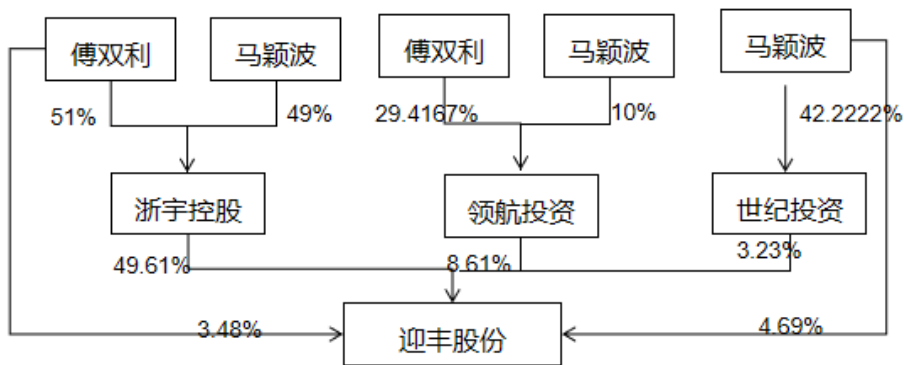 傅双利 马颖波 傅双利 马颖波 马颖波
51% 49% 29.4167% 10% 42.2222%
浙宇控股 领航投资 世纪投资
49.61% 8.61% 3.23%
3.48% 迎丰股份 4.69%